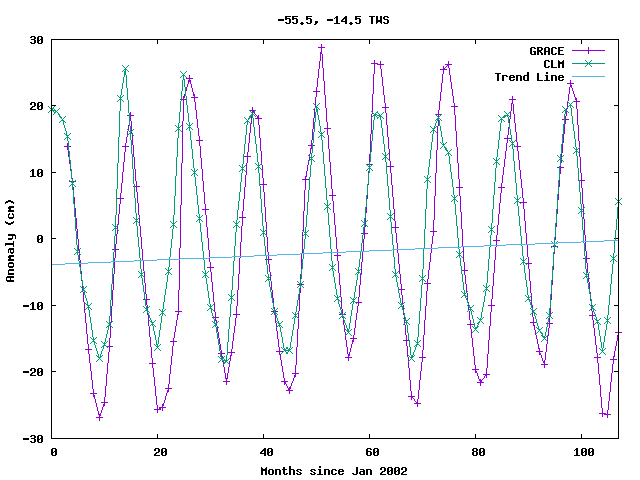 -55.5, -14.5 TWS
GRACE
CLM
Trend Line
30
20
10
0
-10
-20
-30
Anomaly (cm)
0 20 40 60 80 100
Months since Jan 2002